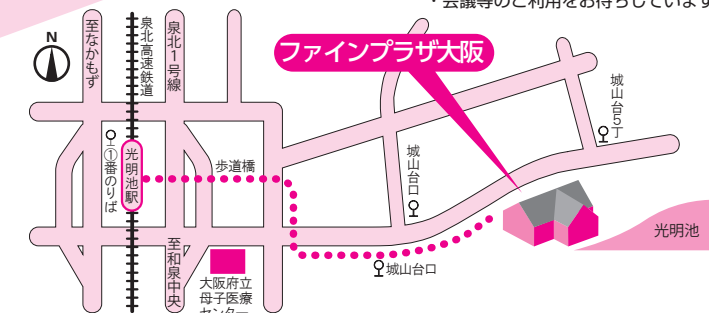 ・会議等のご利用をお待ちしています
N
至なかもず
泉北高速鉄道
泉北1号線
ファインプラザ大阪
城山台5丁
①番のりば
光明池駅
歩道橋
城山台口
光明池
至和泉中央
城山台口
大阪府立
母子医療
センター